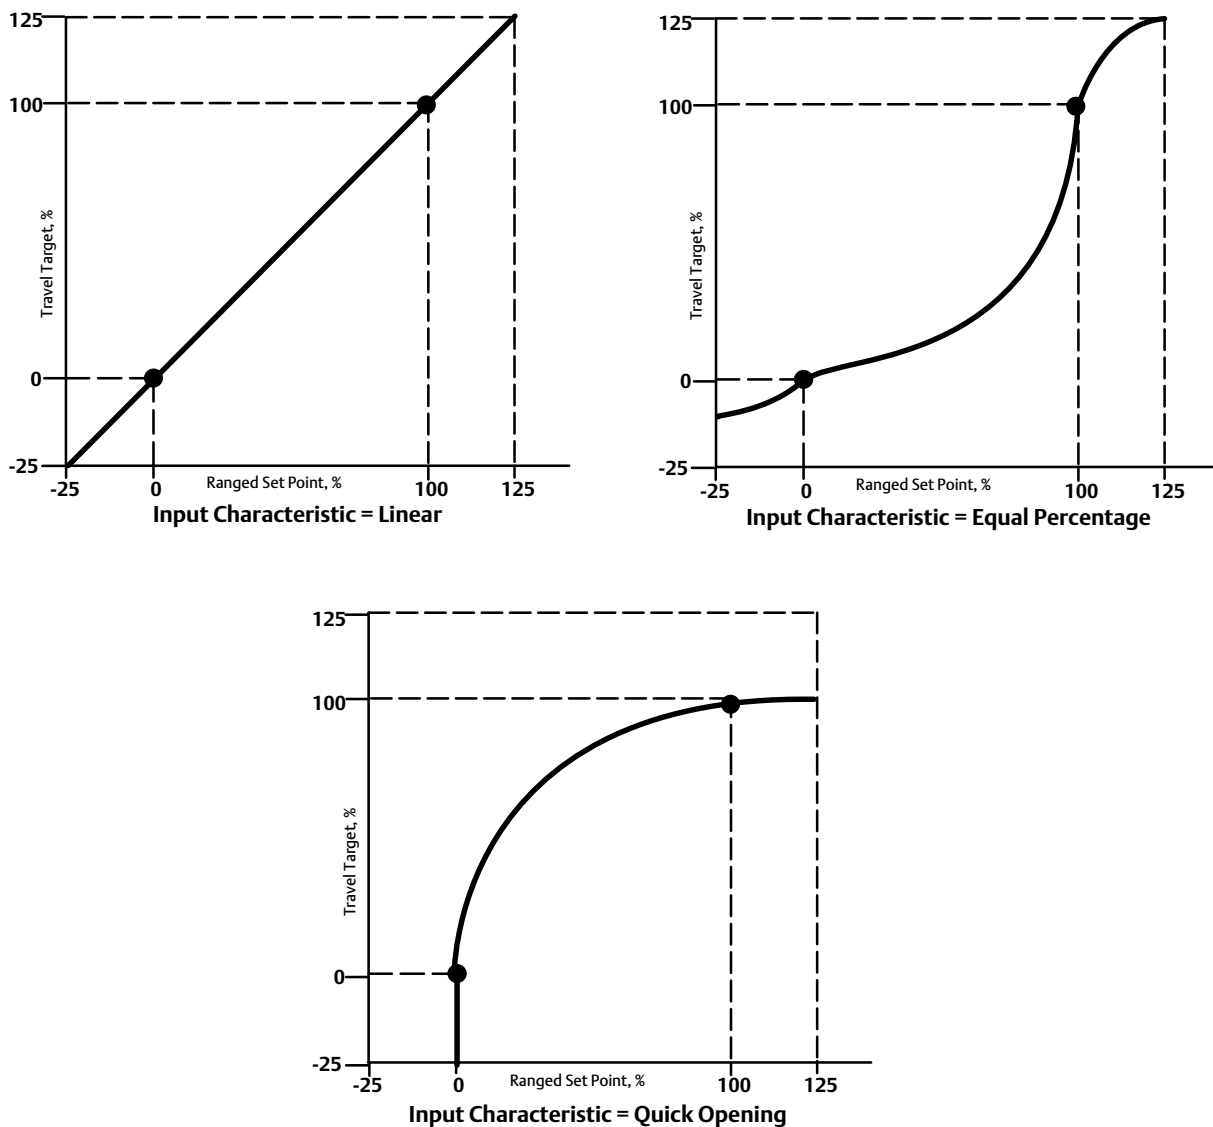 125
100
Travel Target, %
0
-25
-25 0 Ranged Set Point, % 100 125
Input Characteristic = Linear
125
100
Travel Target, %
0
-25
-25 0 Ranged Set Point, % 100 125
Input Characteristic = Equal Percentage
125
100
Travel Target, %
0
-25
-25 0 Ranged Set Point, % 100 125
Input Characteristic = Quick Opening